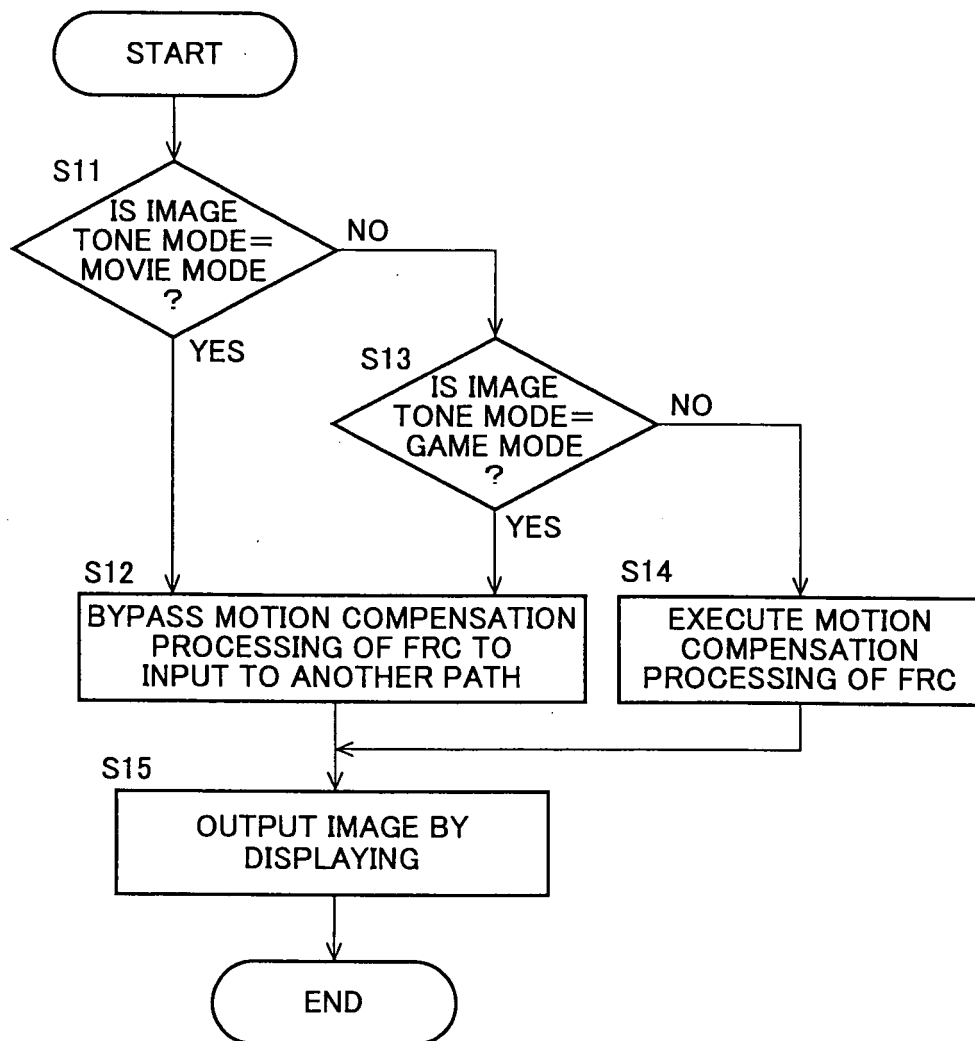 START
S11
IS IMAGE
TONE MODE=
MOVIE MODE
?
NO
YES
S13
IS IMAGE
TONE MODE=
GAME MODE
?
NO
YES
S12
BYPASS MOTION COMPENSATION
PROCESSING OF FRC TO
INPUT TO ANOTHER PATH
S14
EXECUTE MOTION
COMPENSATION
PROCESSING OF FRC
S15
OUTPUT IMAGE BY
DISPLAYING
END